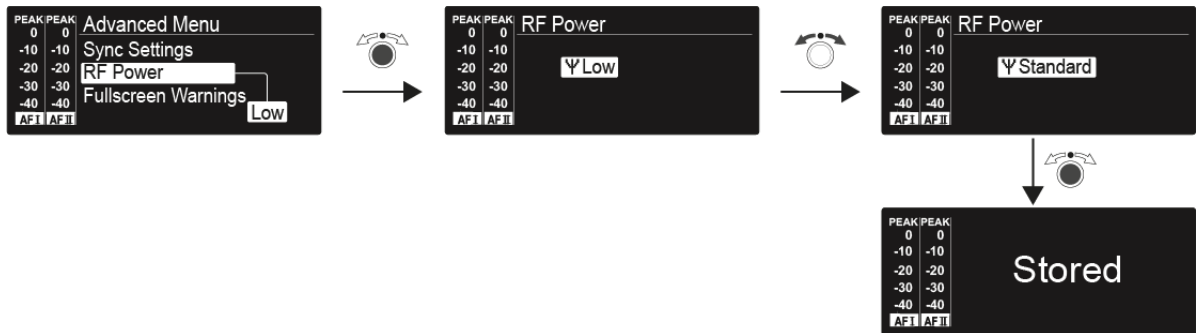 PEAK PEAK Advanced Menu
0 0
-10 -10 Sync Settings
-20 -20 RF Power
-30 -30 Fullscreen Warnings
-40 -40 Low
AF I AF II
PEAK PEAK RF Power
0 0
-10 -10
-20 -20 Low
-30 -30
-40 -40
AF I AF II
PEAK PEAK RF Power
0 0
-10 -10
-20 -20 Standard
-30 -30
-40 -40
AF I AF II
PEAK PEAK
0 0
-10 -10
-20 -20 Stored
-30 -30
-40 -40
AF I AF II